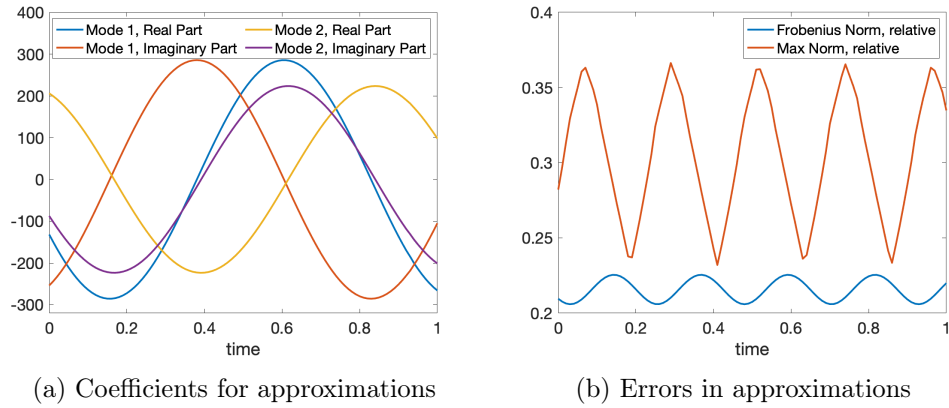 400
300
200
100
0
-100
-200
-300
0
0.2
0.4
0.6
0.8
1
time
Mode 1, Real Part
Mode 1, Imaginary Part
Mode 2, Real Part
Mode 2, Imaginary Part
(a) Coefficients for approximations
0.4
0.35
0.3
0.25
0.2
0
0.2
0.4
0.6
0.8
1
time
Frobenius Norm, relative
Max Norm, relative
(b) Errors in approximations